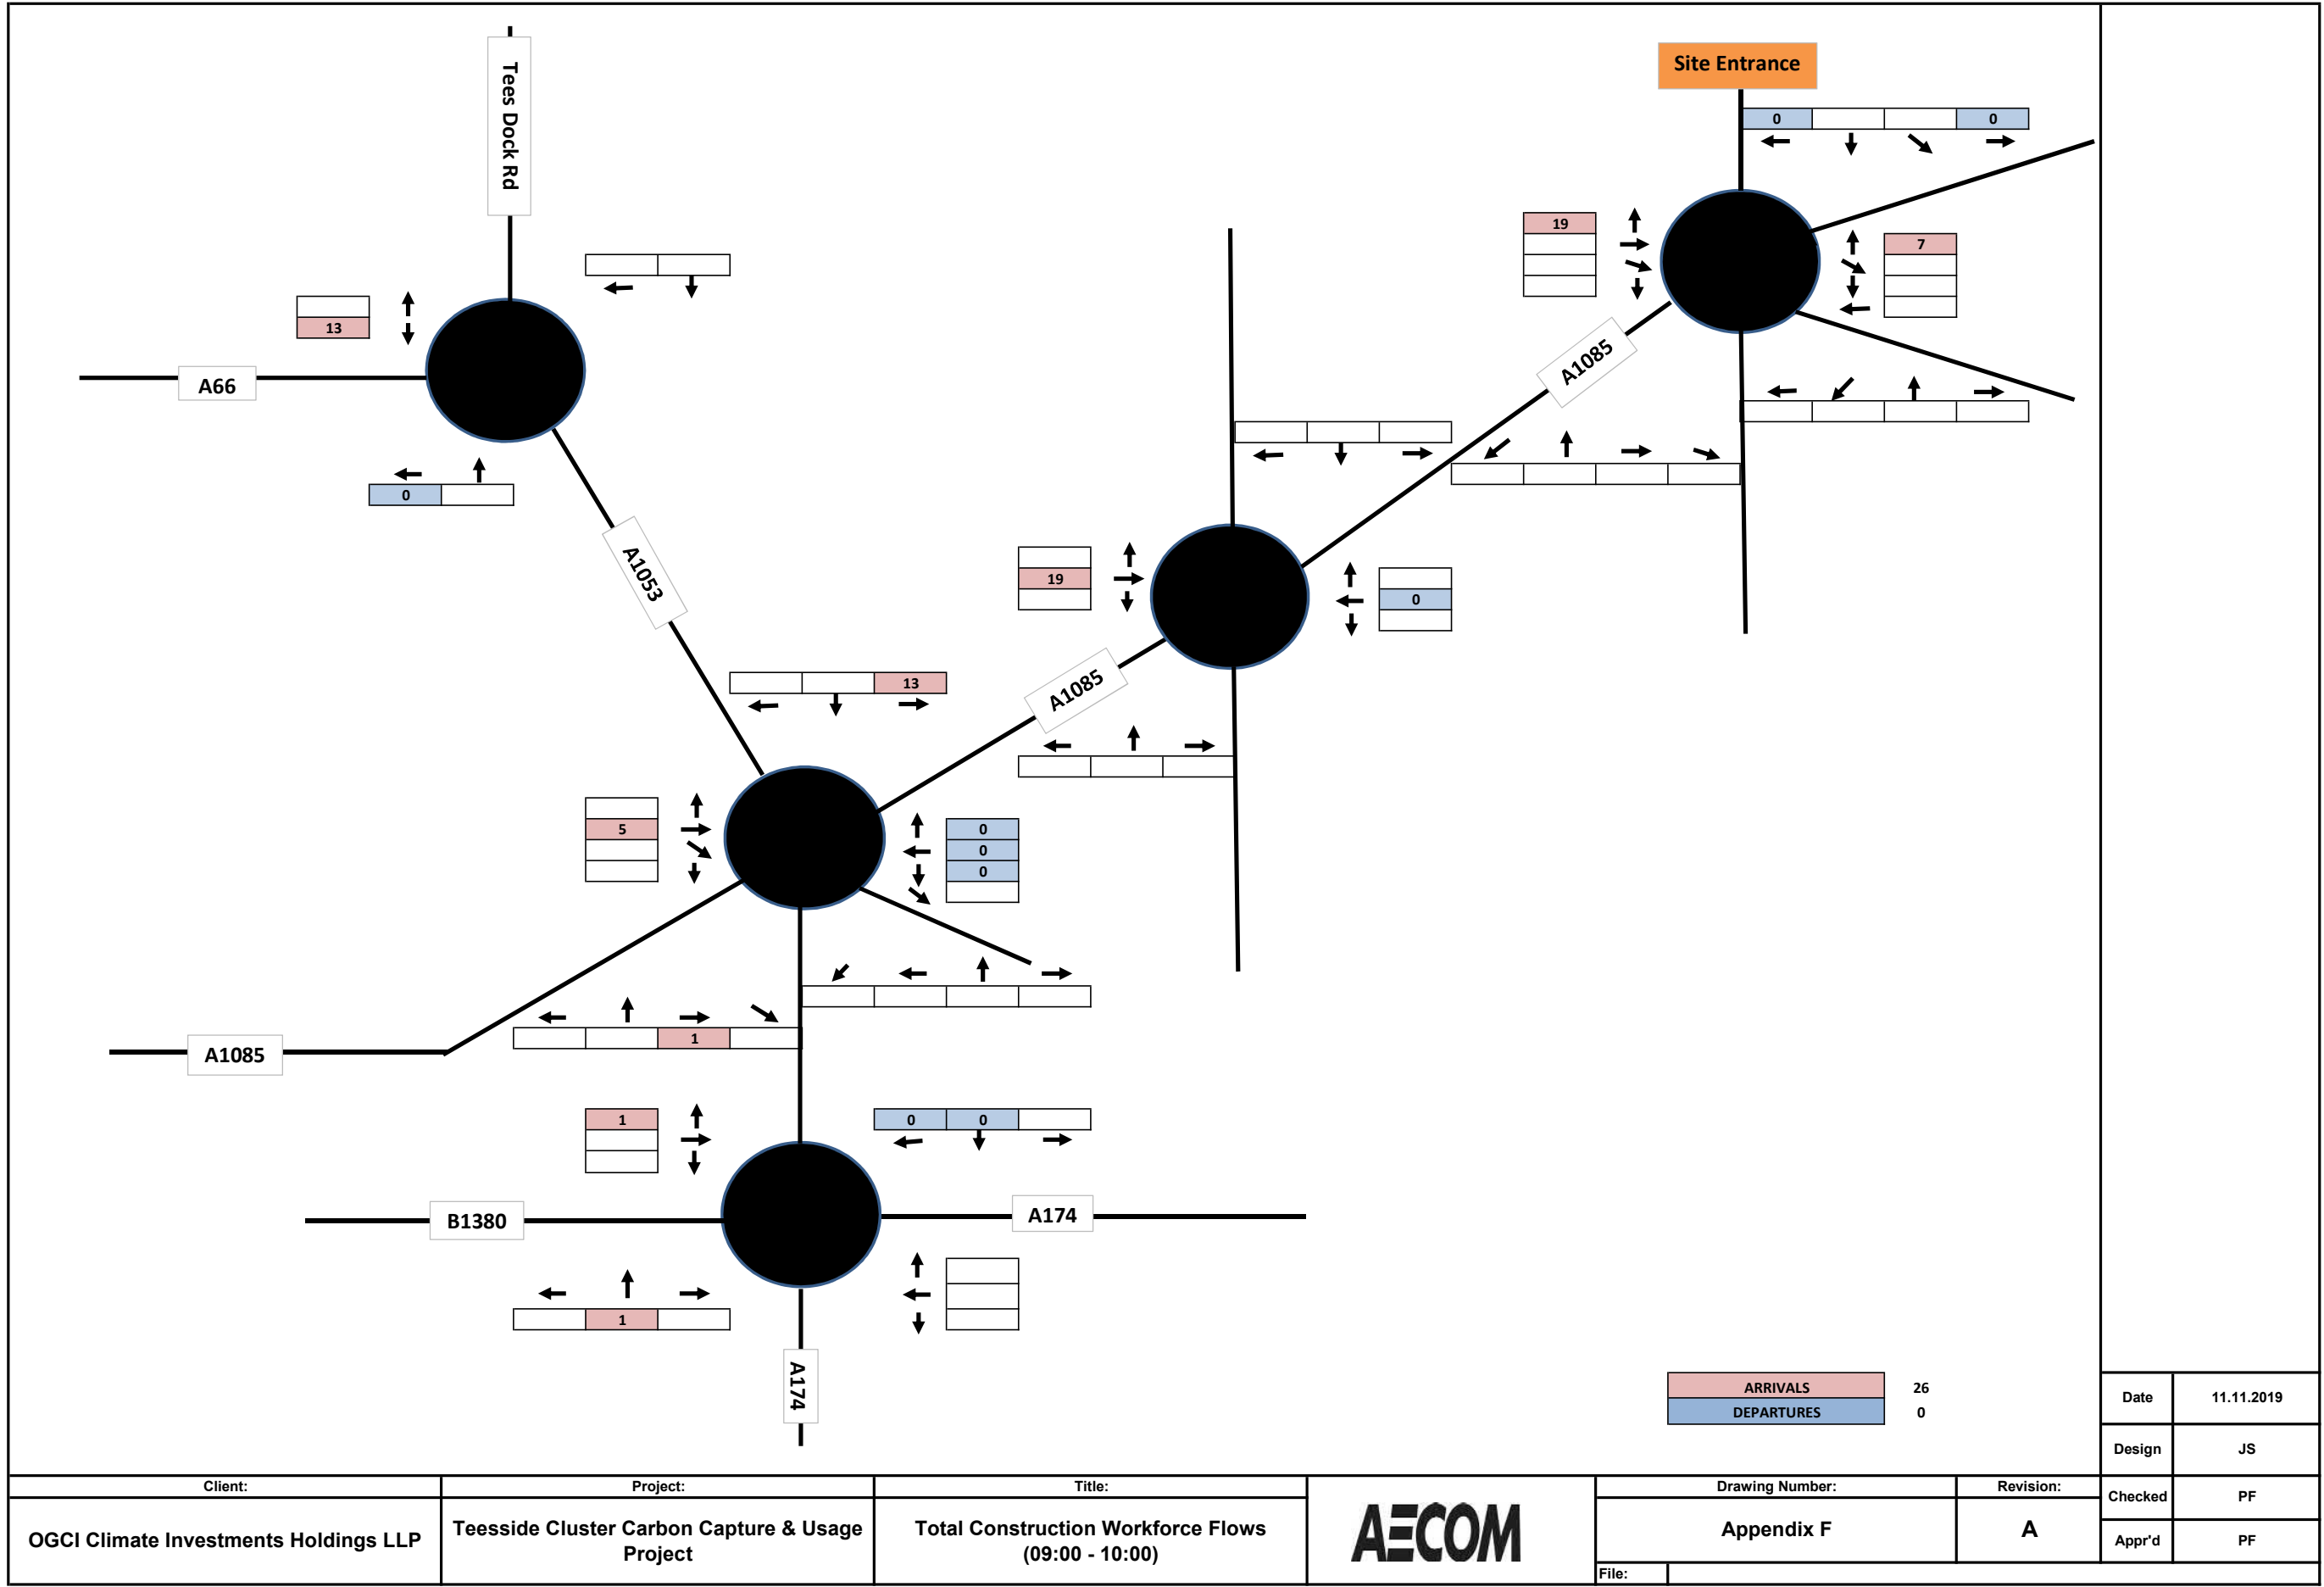 Tees Dock Rd
Site Entrance
0
0
19
7
13
A66
0
A1085
A1053
19
0
13
A1085
5
0
0
0
1
A1085
1
0
0
B1380
A174
1
A174
ARRIVALS 26
DEPARTURES 0
Date 11.11.2019
Design JS
Checked PF
Appr'd PF
Client:
OGCI Climate Investments Holdings LLP
Project:
Teesside Cluster Carbon Capture & Usage
Project
Title:
Total Construction Workforce Flows
(09:00 - 10:00)
AECOM
Drawing Number:
Appendix F
Revision:
A
File: